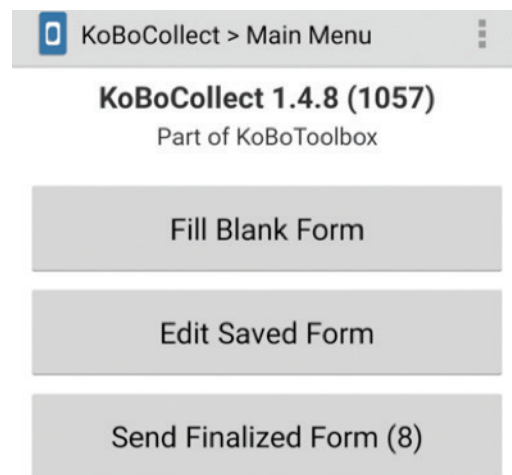 KoBoCollect > Main Menu
KoBoCollect 1.4.8 (1057)
Part of KoBoToolbox
Fill Blank Form
Edit Saved Form
Send Finalized Form (8)